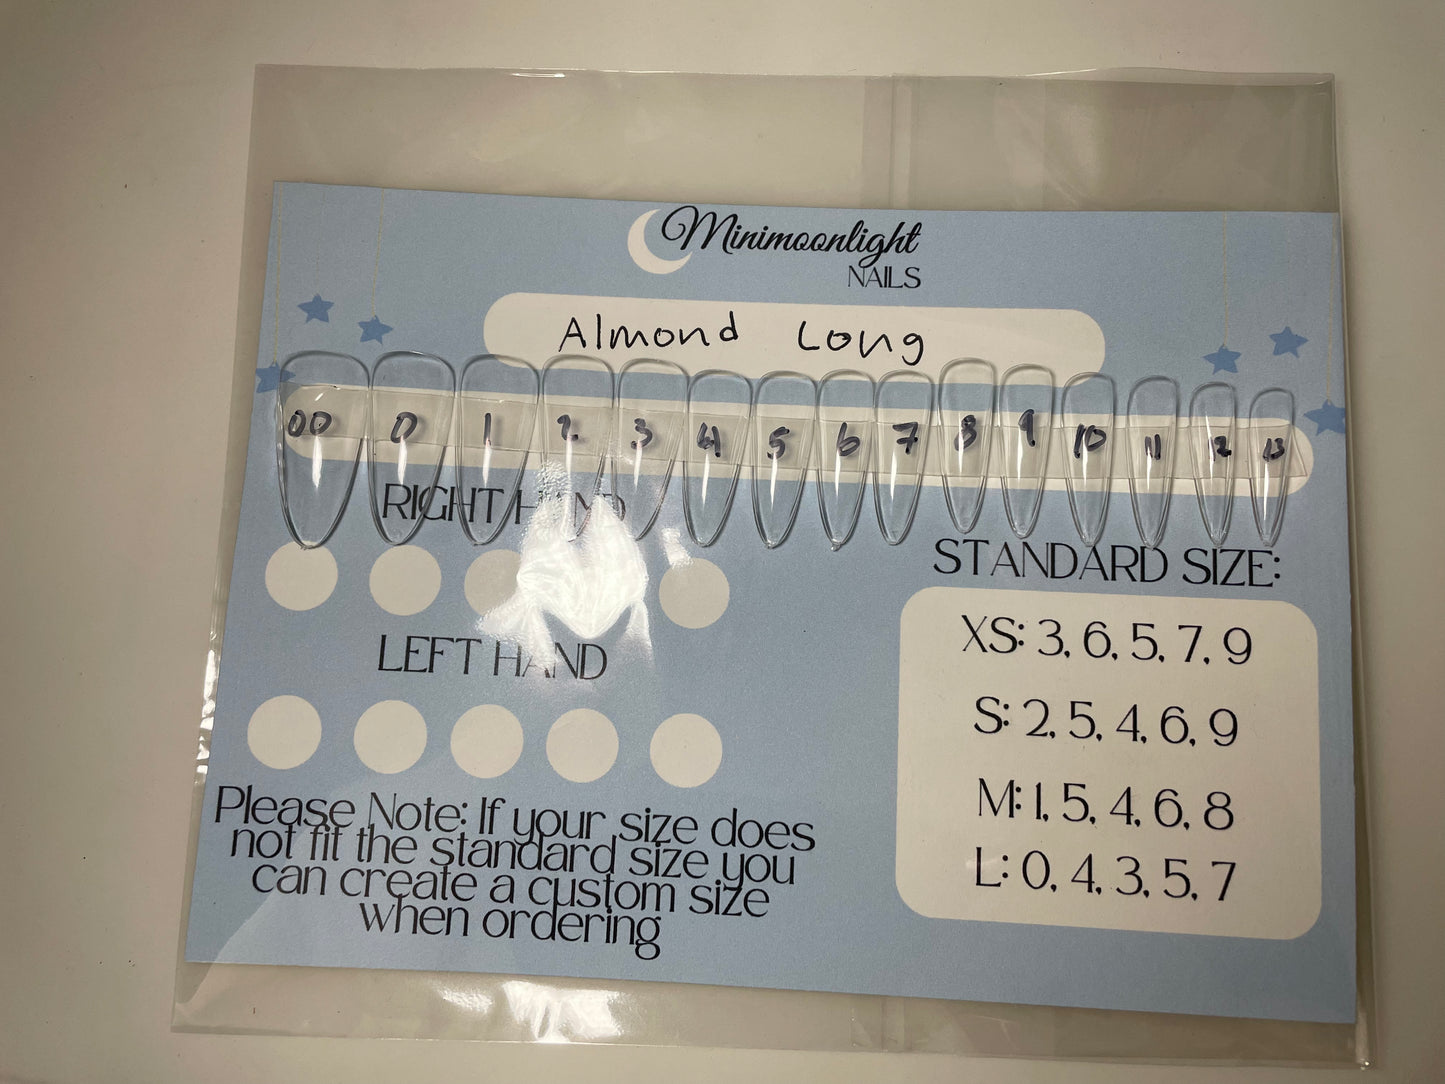 Minimoonlight
NAILS
Almond Long
00 0 1 2 3 4 5 6 7 8 9 10 11 12 13
RIGHT HAND
LEFT HAND
Please Note: If your size does
not fit the standard size you
can create a custom size
when ordering
STANDARD SIZE:
XS: 3, 6, 5, 7, 9
S: 2, 5, 4, 6, 9
M: 1, 5, 4, 6, 8
L: 0, 4, 3, 5, 7